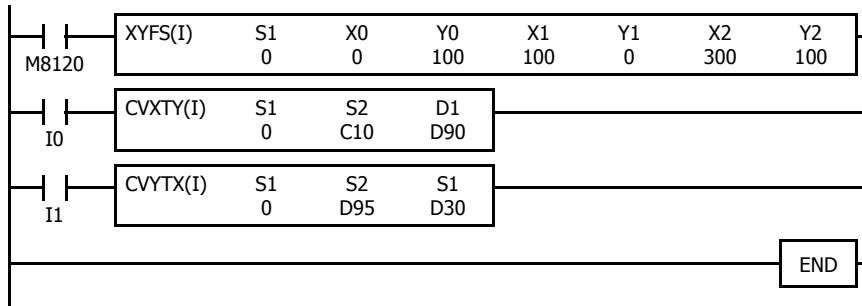 XYFS(I) S1 X0 Y0 X1 Y1 X2 Y2
M8120 0 0 100 100 0 300 100
CVXTY(I) S1 S2 D1
I0 0 C10 D90
CVYTX(I) S1 S2 S1
I1 0 D95 D30
END